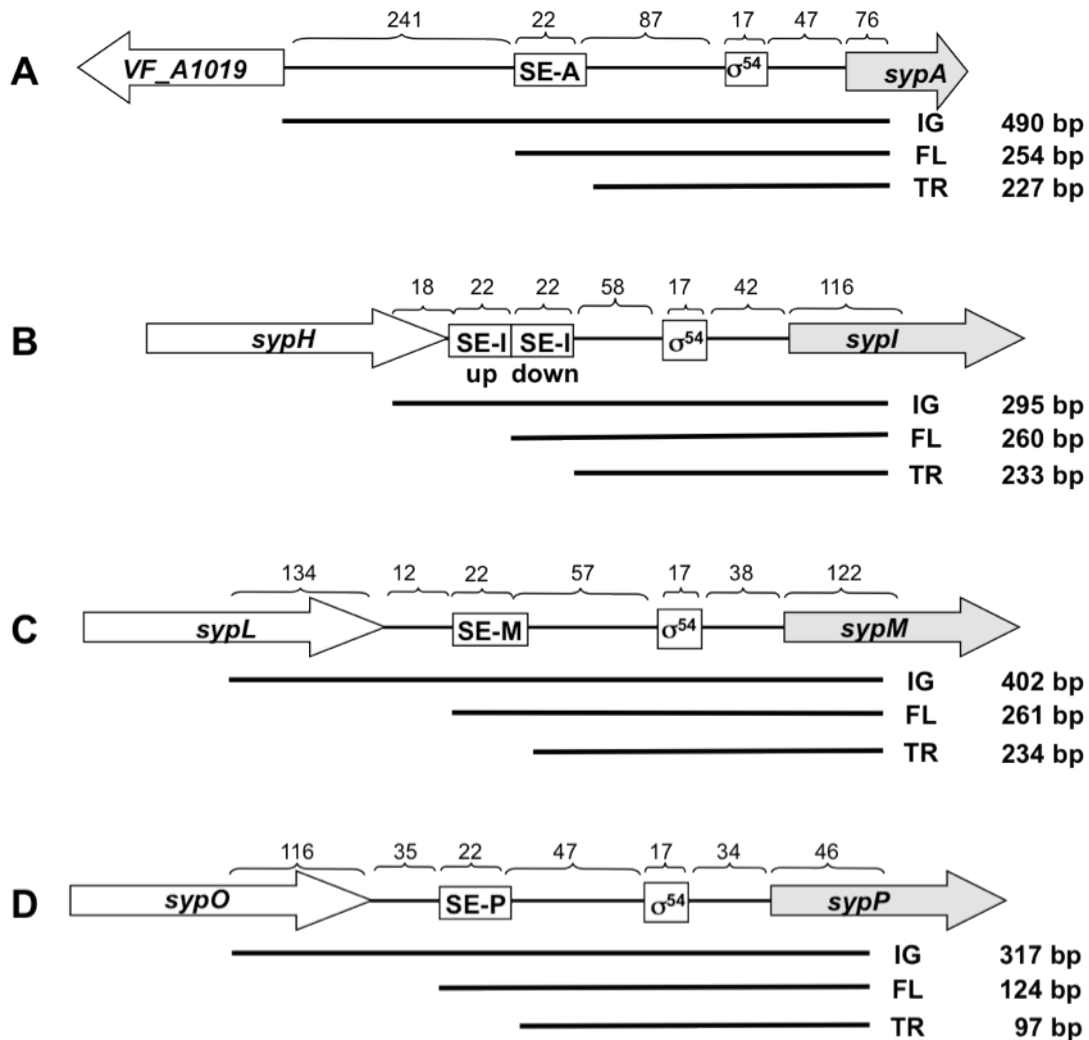 241 22 87 17 47 76
A VF_A1019 SE-A σ54 sypA
IG 490 bp
FL 254 bp
TR 227 bp
18 22 22 58 17 42 116
B sypH SE-I SE-I σ54 sypI
up down
IG 295 bp
FL 260 bp
TR 233 bp
134 12 22 57 17 38 122
C sypL SE-M σ54 sypM
IG 402 bp
FL 261 bp
TR 234 bp
116 35 22 47 17 34 46
D sypO SE-P σ54 sypP
IG 317 bp
FL 124 bp
TR 97 bp